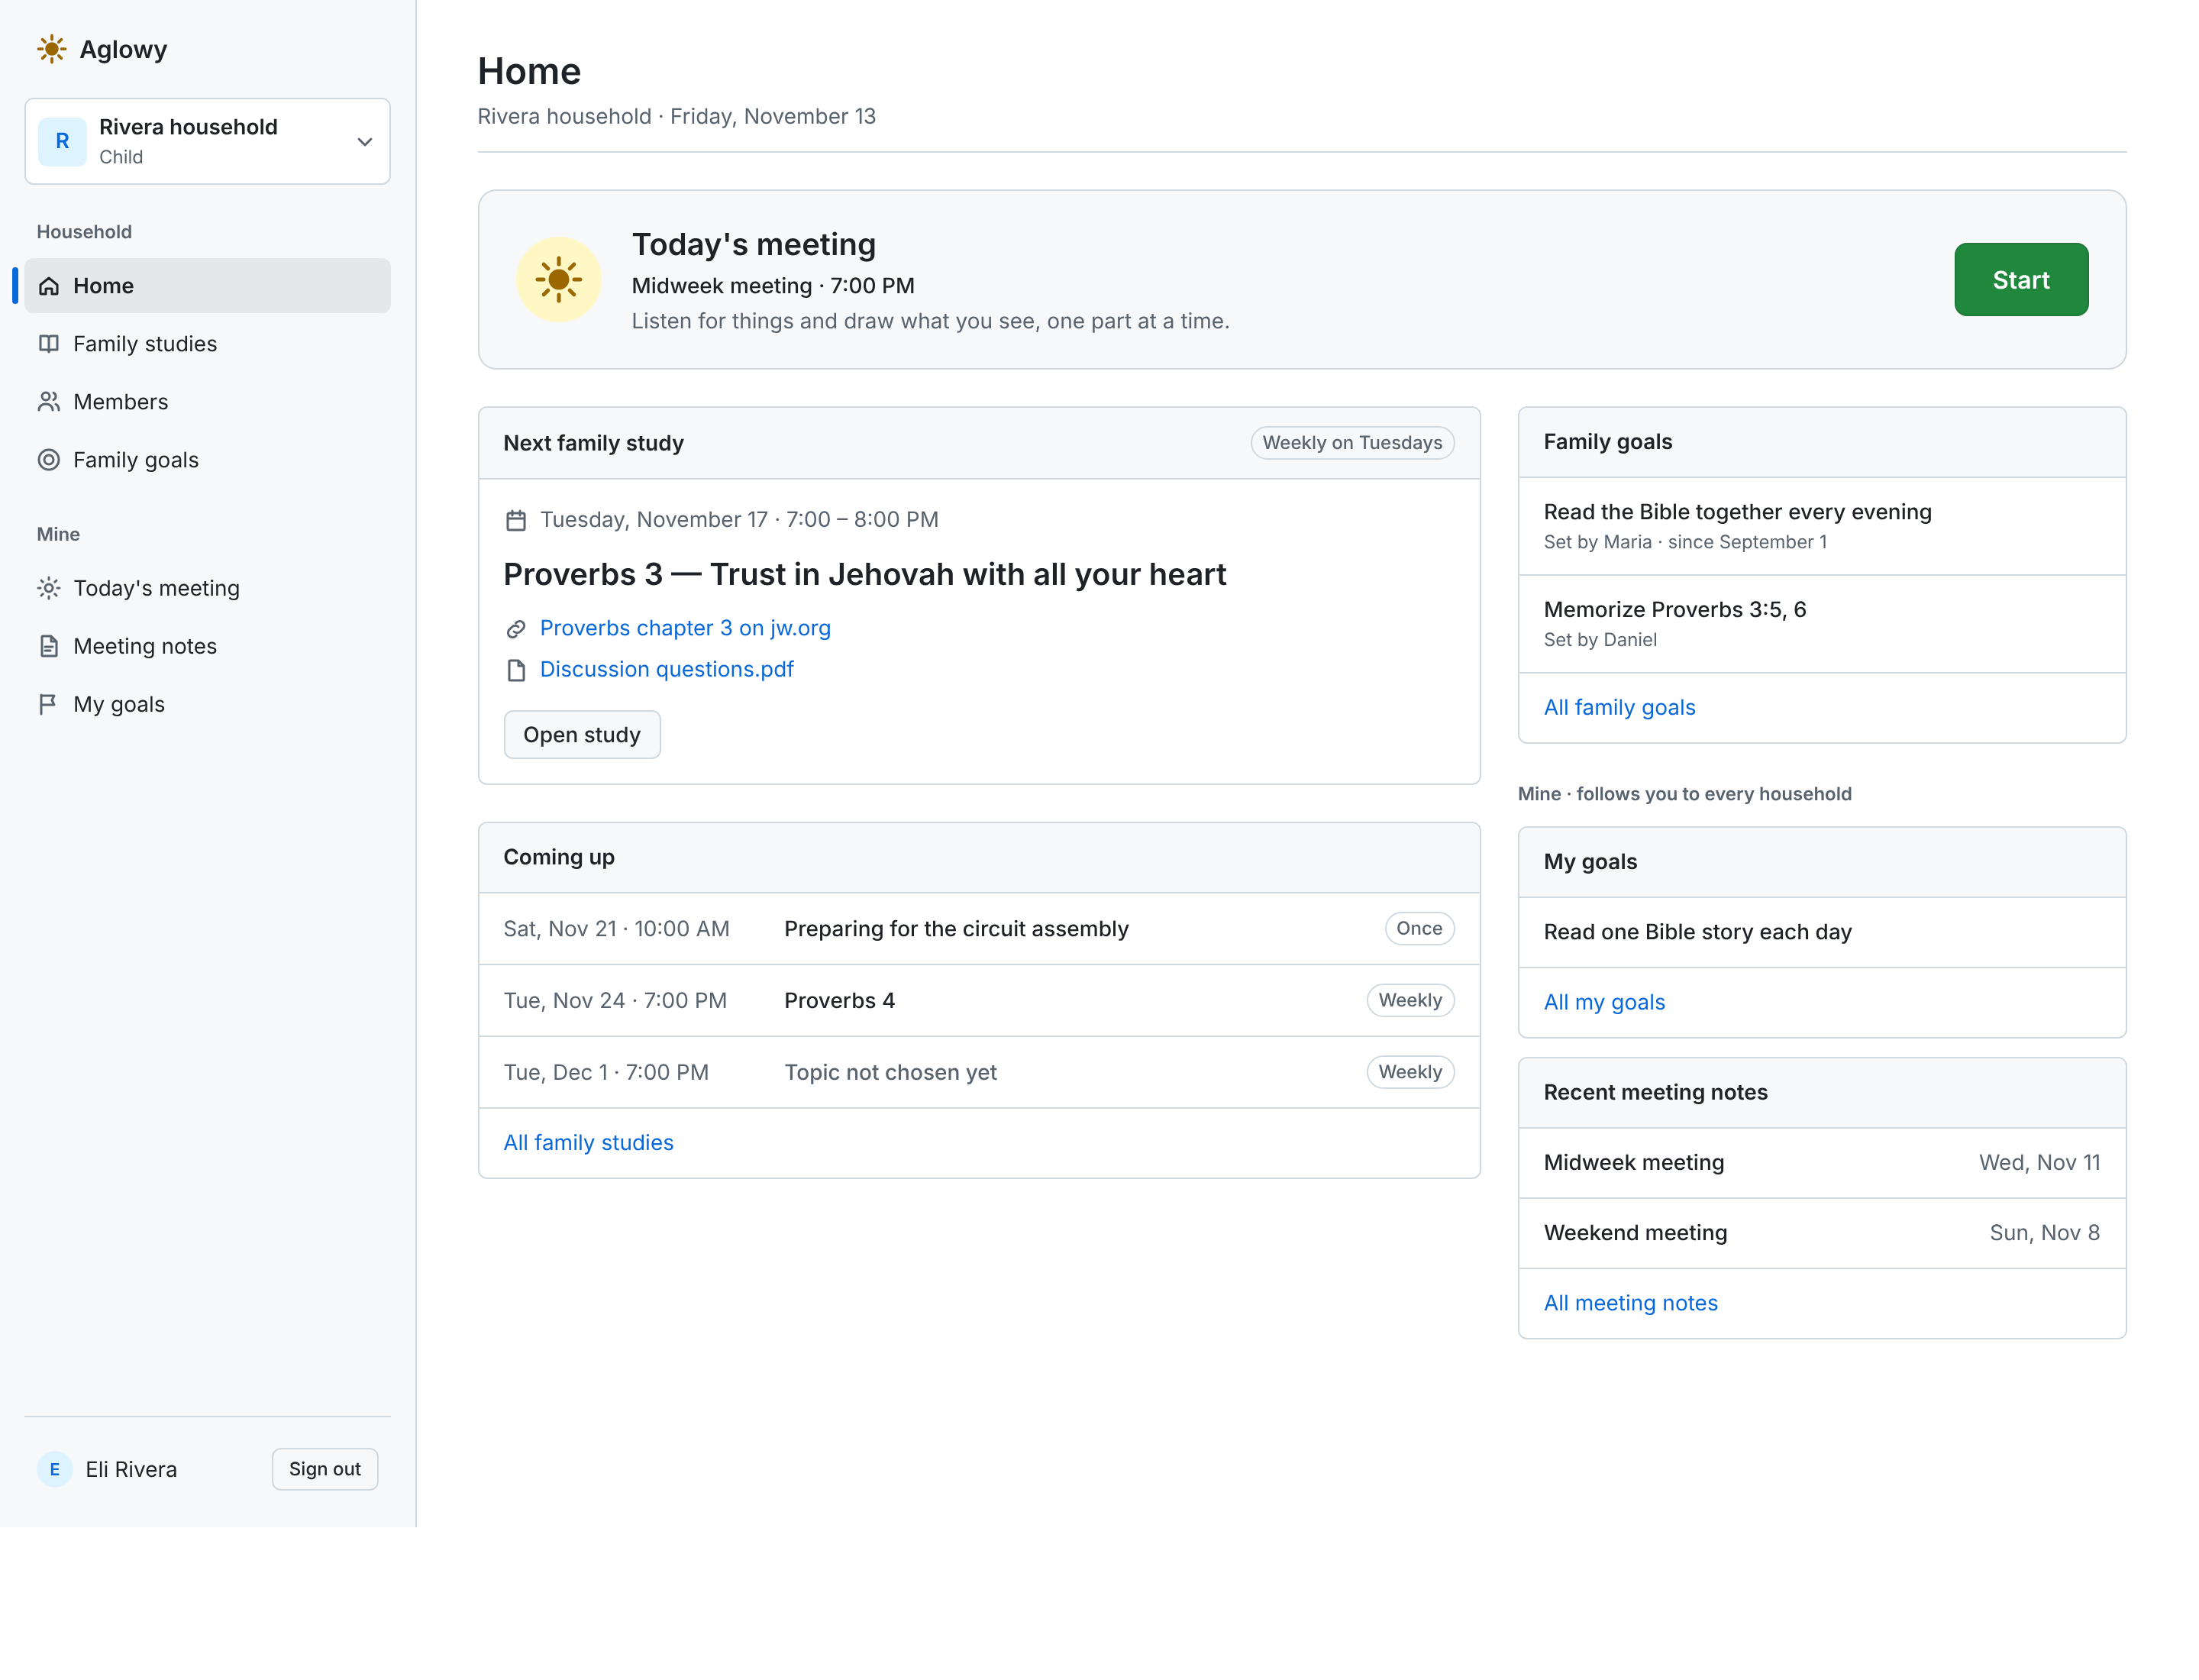 Aglowy
R
Rivera household
Child
Household
Home
Family studies
Members
Family goals
Mine
Today's meeting
Meeting notes
My goals
E
Eli Rivera
Sign out
Home
Rivera household · Friday, November 13
Today's meeting
Midweek meeting · 7:00 PM
Listen for things and draw what you see, one part at a time.
Start
Next family study
Weekly on Tuesdays
Tuesday, November 17 · 7:00 – 8:00 PM
Proverbs 3 — Trust in Jehovah with all your heart
Proverbs chapter 3 on jw.org
Discussion questions.pdf
Open study
Coming up
Sat, Nov 21 · 10:00 AM Preparing for the circuit assembly Once
Tue, Nov 24 · 7:00 PM Proverbs 4 Weekly
Tue, Dec 1 · 7:00 PM Topic not chosen yet Weekly
All family studies
Family goals
Read the Bible together every evening
Set by Maria · since September 1
Memorize Proverbs 3:5, 6
Set by Daniel
All family goals
Mine · follows you to every household
My goals
Read one Bible story each day
All my goals
Recent meeting notes
Midweek meeting Wed, Nov 11
Weekend meeting Sun, Nov 8
All meeting notes